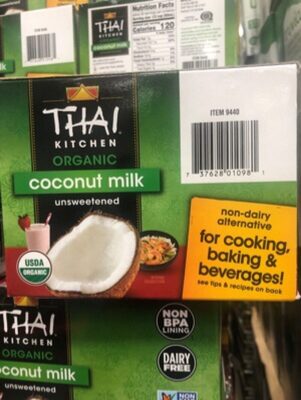 Nutrition Facts
Calories 120
coconut milk
lk
THAI
KITCHEN
ORGANIC
coconut milk
unsweetened
USDA
ORGANIC
ITEM 9440
7 37628 01098 1
non-dairy
alternative
for cooking,
baking &
beverages!
see tips & recipes on back
THAI
KITCHEN
ORGANIC
conut milk
unsweetened
NON
BPA
LINING
DAIRY
FREE
NON